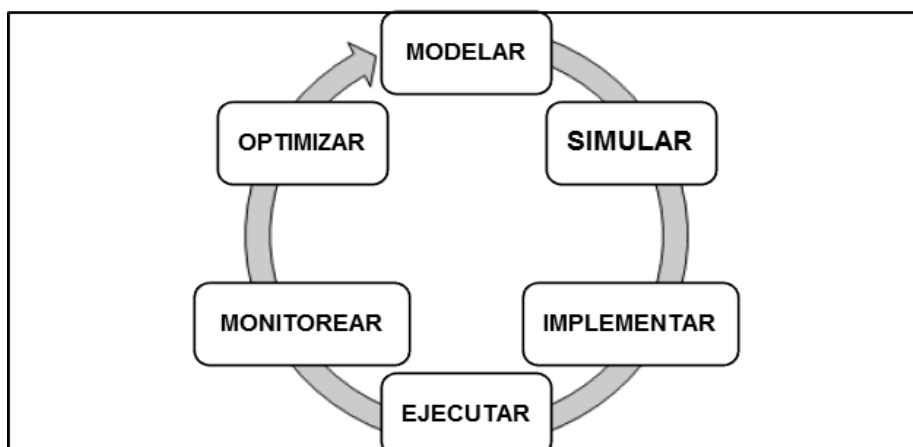 MODELAR
SIMULAR
IMPLEMENTAR
EJECUTAR
MONITOREAR
OPTIMIZAR